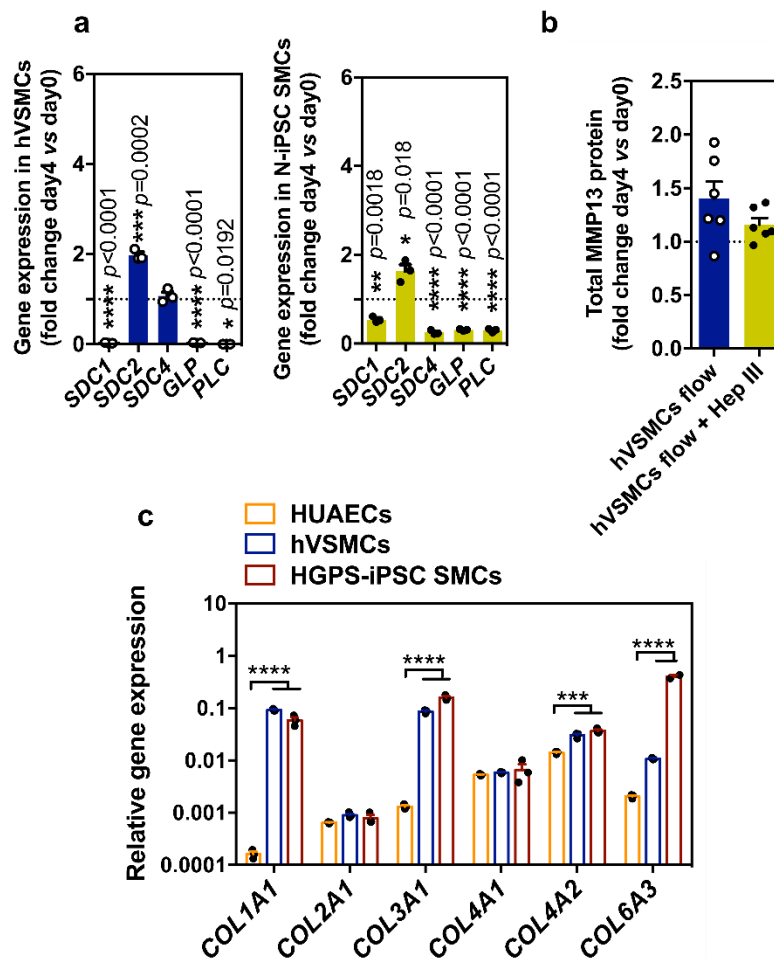 a
Gene expression in hVSMCs
(fold change day4 vs day0)
6
4
2
1
0
**** p<0.0001
*** p=0.0002
**** p<0.0001
* p=0.0192
SDC1
SDC2
SDC4
GLP
PLC
Gene expression in N-iPSC SMCs
(fold change day4 vs day0)
6
4
2
1
0
** p=0.0018
* p=0.018
**** p<0.0001
**** p<0.0001
**** p<0.0001
SDC1
SDC2
SDC4
GLP
PLC
b
Total MMP13 protein
(fold change day4 vs day0)
2.5
2.0
1.5
1.0
0.5
0.0
hVSMCs flow
hVSMCs flow + Hep III
c
HUAECs
hVSMCs
HGPS-iPSC SMCs
Relative gene expression
10
1
0.1
0.01
0.001
0.0001
****
****
***
****
COL1A1
COL2A1
COL3A1
COL4A1
COL4A2
COL6A3